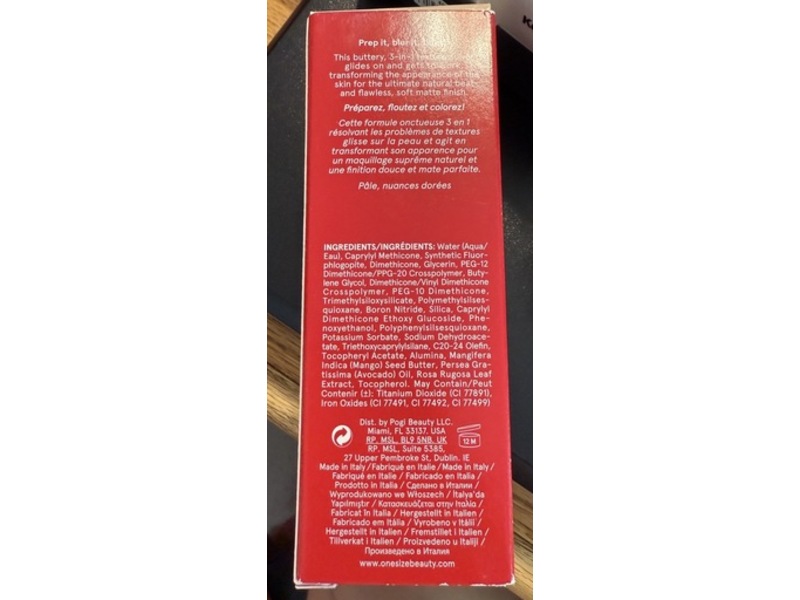 Prep it, blur it,
This buttery, 3-in-1
glides on and gets
transforming the appearance of the
skin for the ultimate natural beat
and flawless, soft matte finish.
Préparez, floutez et colorez!
Cette formule onctueuse 3 en 1
résolvant les problèmes de textures
glisse sur la peau et agit en
transformant son apparence pour
un maquillage suprême naturel et
une finition douce et mate parfaite.
Pâle, nuances dorées
INGREDIENTS/INGRÉDIENTS: Water (Aqua/
Eau), Caprylyl Methicone, Synthetic Fluor-
phlogopite, Dimethicone, Glycerin, PEG-12
Dimethicone/PPG-20 Crosspolymer, Buty-
lene Glycol, Dimethicone/Vinyl Dimethicone
Crosspolymer, PEG-10 Dimethicone,
Trimethylsiloxysilicate, Polymethylsilses-
quioxane, Boron Nitride, Silica, Caprylyl
Dimethicone Ethoxy Glucoside, Phe-
noxyethanol, Polyphenylsilsesquioxane,
Potassium Sorbate, Sodium Dehydroace-
tate, Triethoxycaprylylsilane, C20-24 Olefin,
Tocopheryl Acetate, Alumina, Mangifera
Indica (Mango) Seed Butter, Persea Gra-
tissima (Avocado) Oil, Rosa Rugosa Leaf
Extract, Tocopherol. May Contain/Peut
Contenir (±): Titanium Dioxide (CI 77891),
Iron Oxides (CI 77491, CI 77492, CI 77499)
Dist. by Pogi Beauty LLC.
Miami, FL 33137. USA
RP. MSL, BL9 5NB. UK
RP. MSL, Suite 5385,
12 M
27 Upper Pembroke St, Dublin. IE
Made in Italy/Fabriqué en Italie/Made in Italy/
Fabriqué en Italien / Fabricado en Italia /
Prodotto in Italia / Сделано в Италии /
Wyprodukowano we Włoszech / İtalya'da
Yapılmıştır / Κατασκευάζεται στην Ιταλία /
Fabricat în Italia / Hergestellt in Italien /
Fabricado em Itália / Vyrobeno v Itálii /
Hergestellt in Italien / Fremstillet i Italien /
Tillverkat i Italien / Proizvedeno u Italiji /
Произведено в Италия
www.onesizebeauty.com